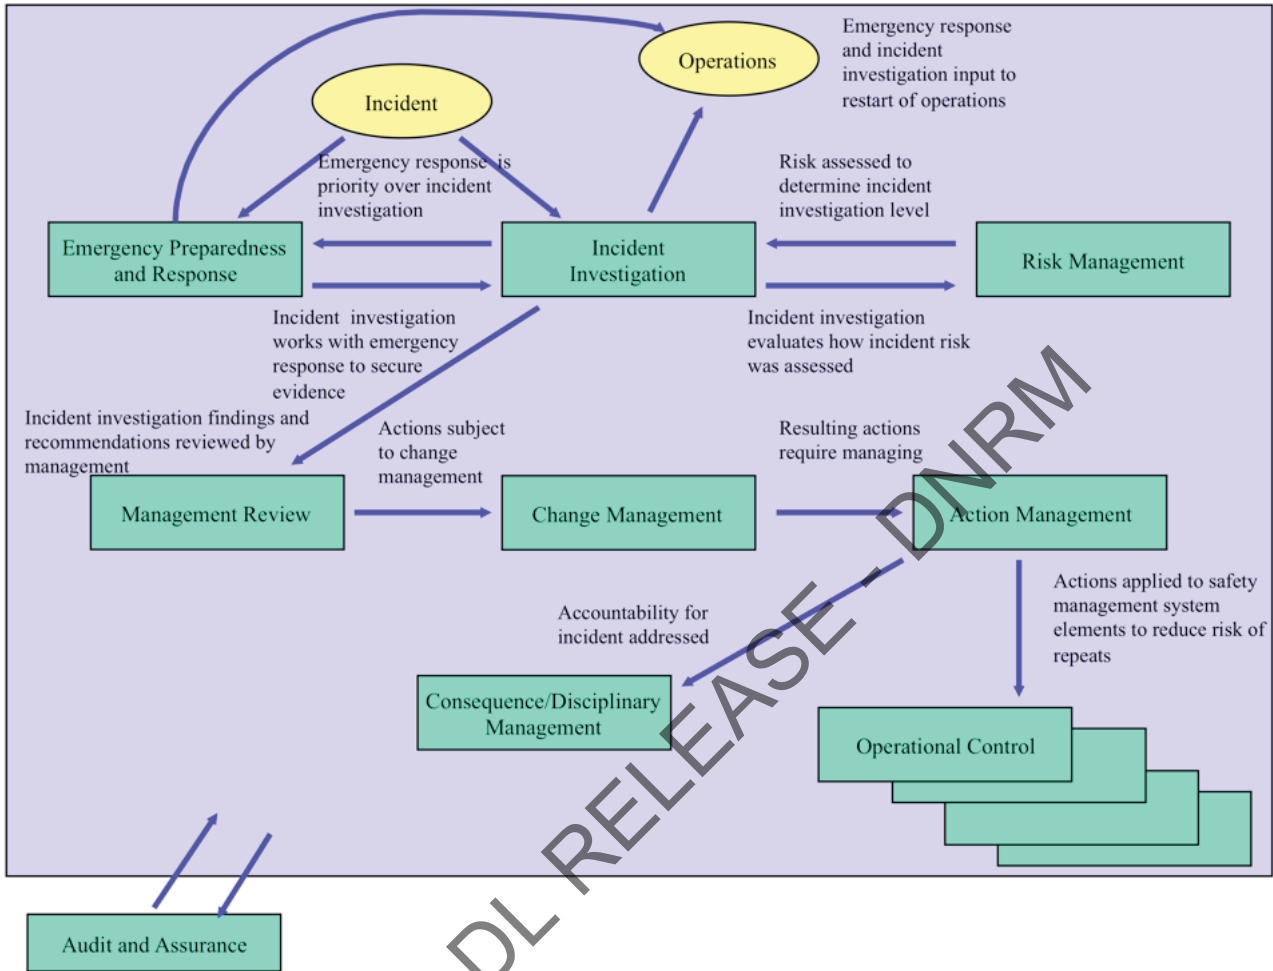 Operations
Emergency response
and incident
investigation input to
restart of operations
Incident
Emergency response is
priority over incident
investigation
Risk assessed to
determine incident
investigation level
Emergency Preparedness
and Response
Incident
Investigation
Risk Management
Incident investigation
works with emergency
response to secure
evidence
Incident investigation
evaluates how incident risk
was assessed
Incident investigation findings and
recommendations reviewed by
management
Actions subject
to change
management
Resulting actions
require managing
Management Review
Change Management
Action Management
Accountability for
incident addressed
Actions applied to safety
management system
elements to reduce risk of
repeats
Consequence/Disciplinary
Management
Operational Control
Audit and Assurance
DL RELEASE - DNRM